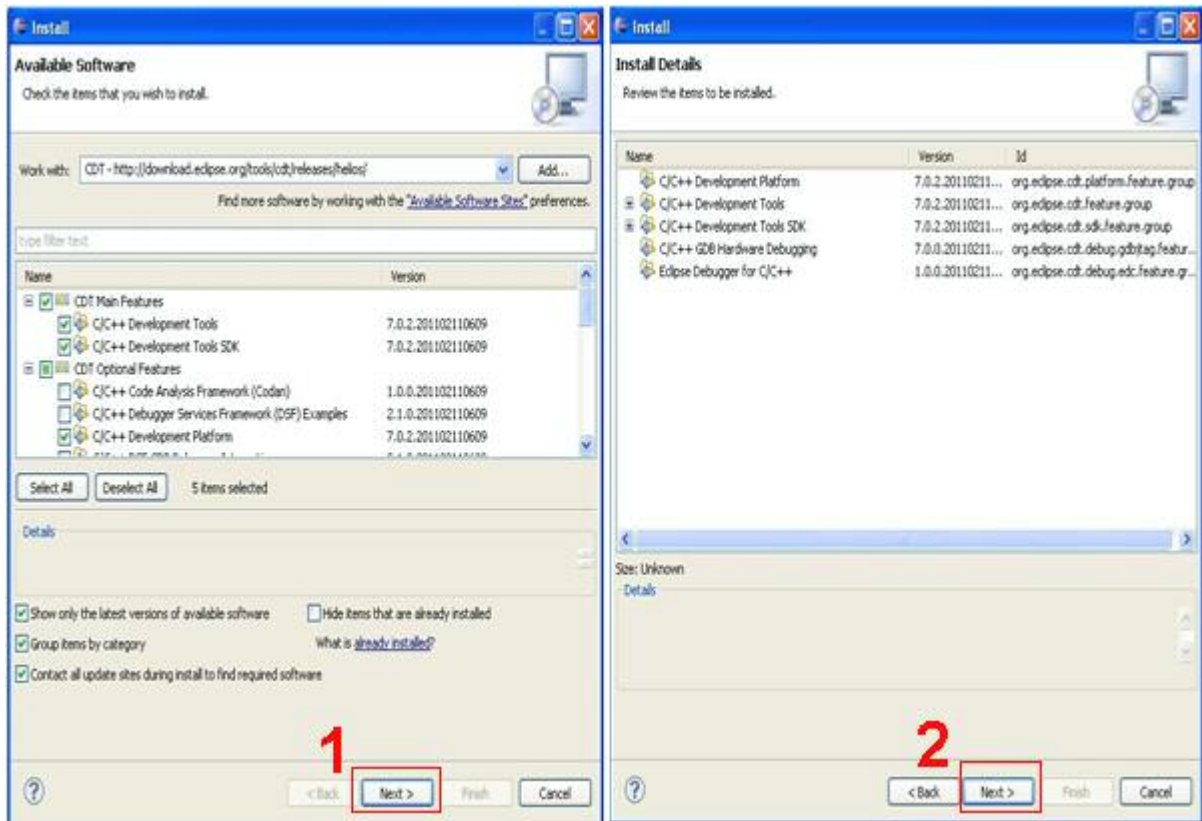 Install
Available Software
Check the items that you wish to install.
Work with: CDT - http://download.eclipse.org/tools/cdt/releases/helios/ Add...
Find more software by working with the "Available Software Sites" preferences.
type filter text
Name Version
CDT Main Features
C/C++ Development Tools 7.0.2.201102110609
C/C++ Development Tools SDK 7.0.2.201102110609
CDT Optional Features
C/C++ Code Analysis Framework (Codan) 1.0.0.201102110609
C/C++ Debugger Services Framework (DSF) Examples 2.1.0.201102110609
C/C++ Development Platform 7.0.2.201102110609
Select All Deselect All 5 items selected
Details
Show only the latest versions of available software Hide items that are already installed
Group items by category What is already installed?
Contact all update sites during install to find required software
1
? < Back Next > Finish Cancel
Install
Install Details
Review the items to be installed.
Name Version Id
C/C++ Development Platform 7.0.2.20110211... org.eclipse.cdt.platform.feature.group
C/C++ Development Tools 7.0.2.20110211... org.eclipse.cdt.feature.group
C/C++ Development Tools SDK 7.0.2.20110211... org.eclipse.cdt.sdk.feature.group
C/C++ GDB Hardware Debugging 7.0.0.20110211... org.eclipse.cdt.debug.gdbjtag.featur...
Eclipse Debugger for C/C++ 1.0.0.20110211... org.eclipse.cdt.debug.edc.feature.gr...
Size: Unknown
Details
2
? < Back Next > Finish Cancel